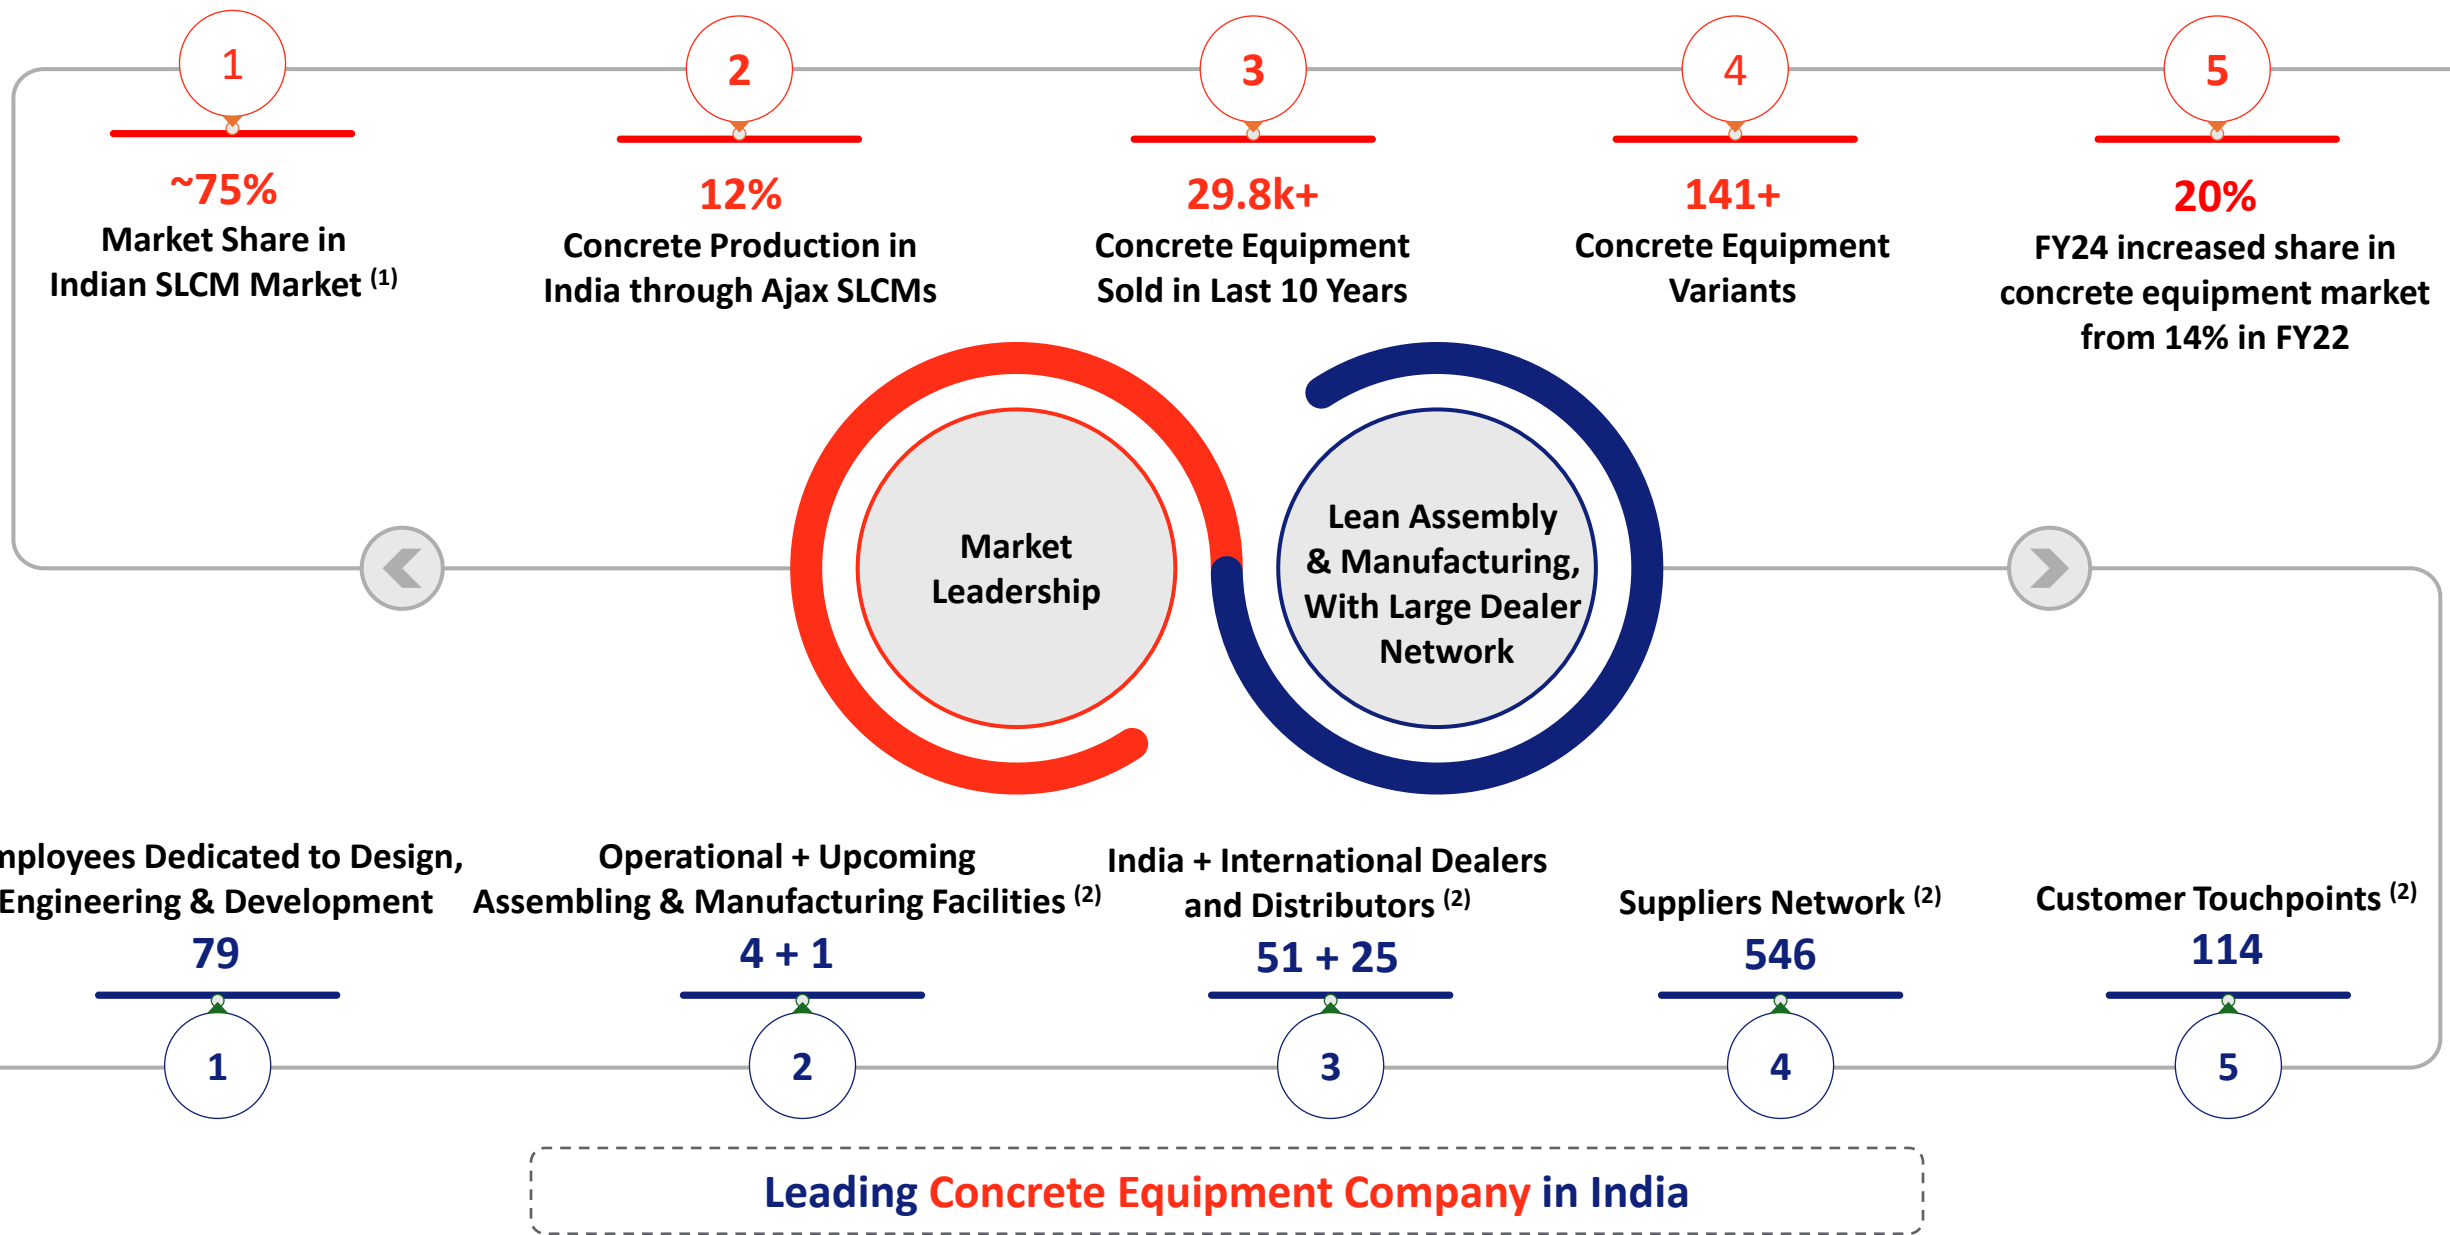 1
~75%
Market Share in
Indian SLCM Market (1)
2
12%
Concrete Production in
India through Ajax SLCMs
3
29.8k+
Concrete Equipment
Sold in Last 10 Years
4
141+
Concrete Equipment
Variants
5
20%
FY24 increased share in
concrete equipment market
from 14% in FY22
Market
Leadership
Lean Assembly
& Manufacturing,
With Large Dealer
Network
mployees Dedicated to Design,
Engineering & Development
79
1
Operational + Upcoming
Assembling & Manufacturing Facilities (2)
4 + 1
2
India + International Dealers
and Distributors (2)
51 + 25
3
Suppliers Network (2)
546
4
Customer Touchpoints (2)
114
5
Leading Concrete Equipment Company in India